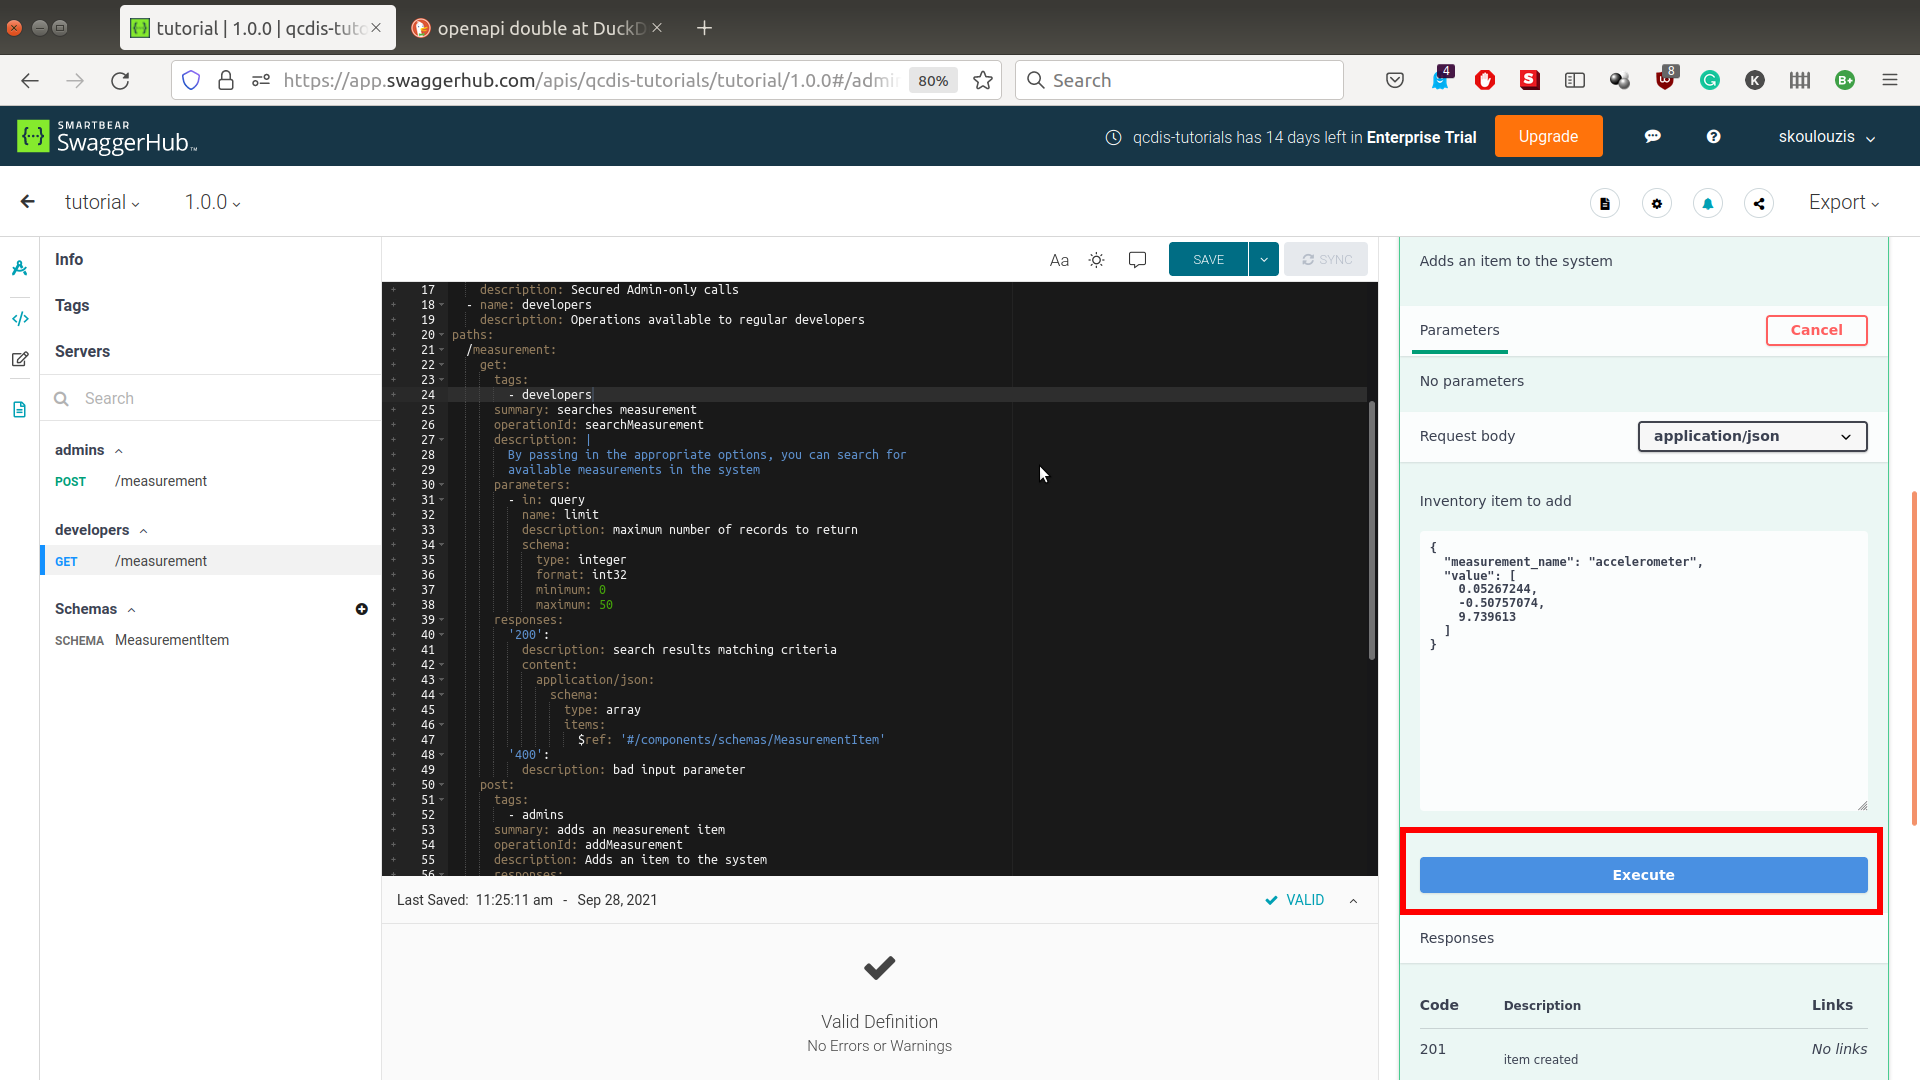 tutorial | 1.0.0 | qcdis-tuto
openapi double at DuckD
https://app.swaggerhub.com/apis/qcdis-tutorials/tutorial/1.0.0#/admi
80%
Search
4
8
SMARTBEAR
SwaggerHub™
qcdis-tutorials has 14 days left in Enterprise Trial
Upgrade
skoulouzis
tutorial
1.0.0
Export
Info
Tags
Servers
Search
admins
POST /measurement
developers
GET /measurement
Schemas
SCHEMA MeasurementItem
Aa
SAVE
SYNC
17 description: Secured Admin-only calls
18 - name: developers
19 description: Operations available to regular developers
20 paths:
21 /measurement:
22 get:
23 tags:
24 - developers
25 summary: searches measurement
26 operationId: searchMeasurement
27 description: |
28 By passing in the appropriate options, you can search for
29 available measurements in the system
30 parameters:
31 - in: query
32 name: limit
33 description: maximum number of records to return
34 schema:
35 type: integer
36 format: int32
37 minimum: 0
38 maximum: 50
39 responses:
40 '200':
41 description: search results matching criteria
42 content:
43 application/json:
44 schema:
45 type: array
46 items:
47 $ref: '#/components/schemas/MeasurementItem'
48 '400':
49 description: bad input parameter
50 post:
51 tags:
52 - admins
53 summary: adds an measurement item
54 operationId: addMeasurement
55 description: Adds an item to the system
56 responses:
Last Saved: 11:25:11 am - Sep 28, 2021
VALID
Valid Definition
No Errors or Warnings
Adds an item to the system
Parameters
Cancel
No parameters
Request body
application/json
Inventory item to add
{
"measurement_name": "accelerometer",
"value": [
0.05267244,
-0.50757074,
9.739613
]
}
Execute
Responses
Code Description Links
201 item created No links